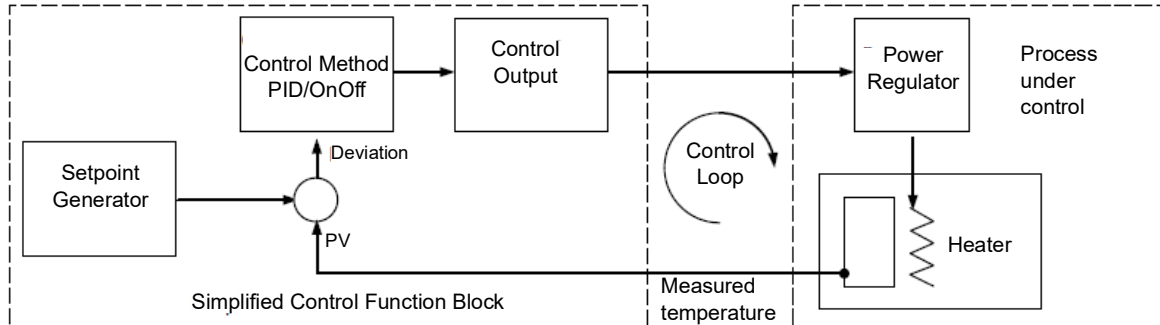 Control Method
PID/OnOff
Control
Output
Power
Regulator
Process
under
control
Setpoint
Generator
Deviation
PV
Control
Loop
Heater
Simplified Control Function Block
Measured
temperature